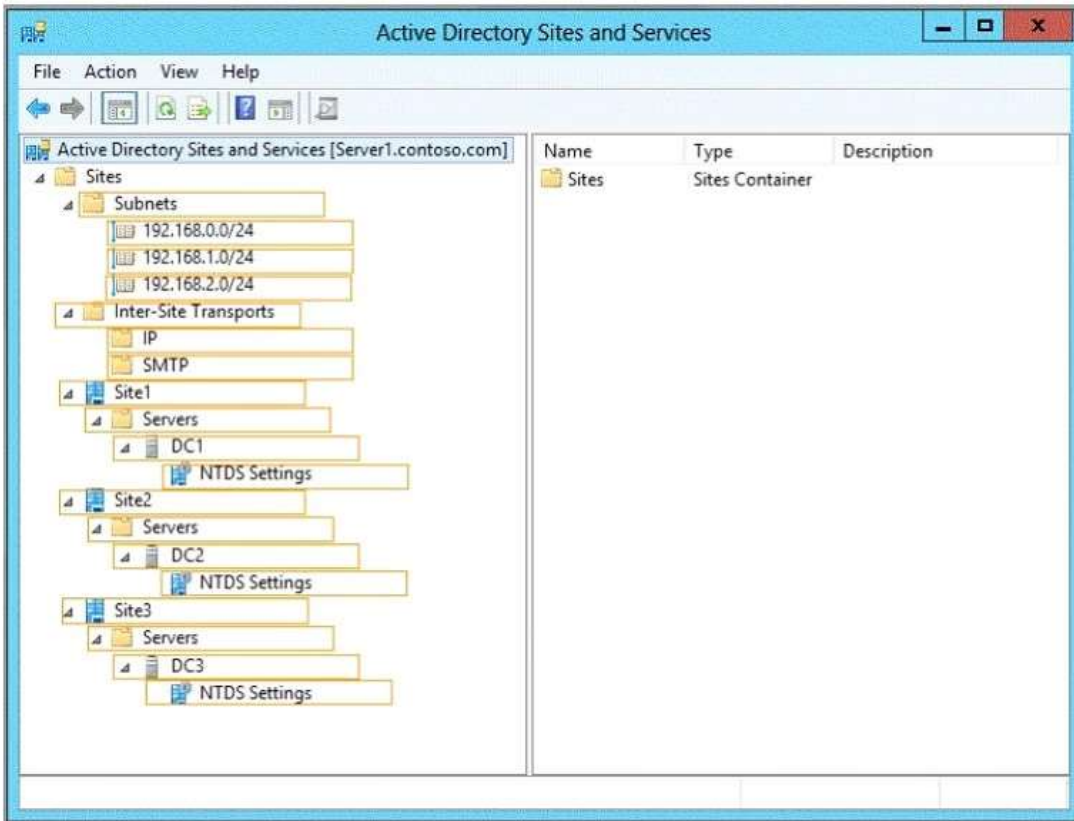 Active Directory Sites and Services
File Action View Help
Active Directory Sites and Services [Server1.contoso.com]
Name Type Description
Sites
Sites Sites Container
Subnets
192.168.0.0/24
192.168.1.0/24
192.168.2.0/24
Inter-Site Transports
IP
SMTP
Site1
Servers
DC1
NTDS Settings
Site2
Servers
DC2
NTDS Settings
Site3
Servers
DC3
NTDS Settings